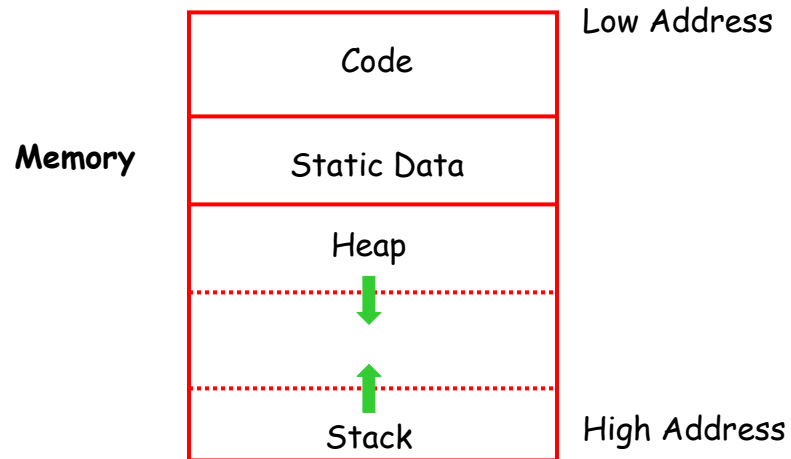 Low Address
Code
Memory
Static Data
Heap
Stack
High Address